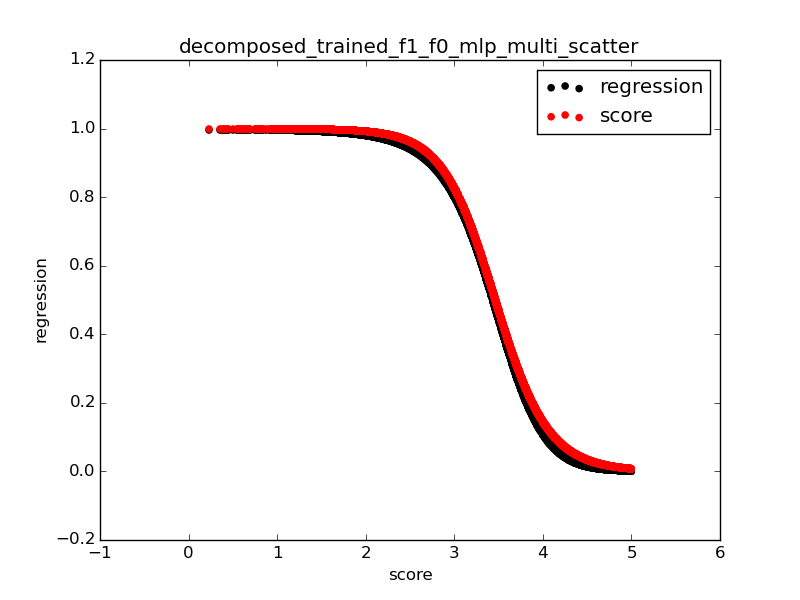 decomposed_trained_f1_f0_mlp_multi_scatter
regression
score
1.2
1.0
0.8
0.6
0.4
0.2
0.0
−0.2
regression
−1 0 1 2 3 4 5 6
score